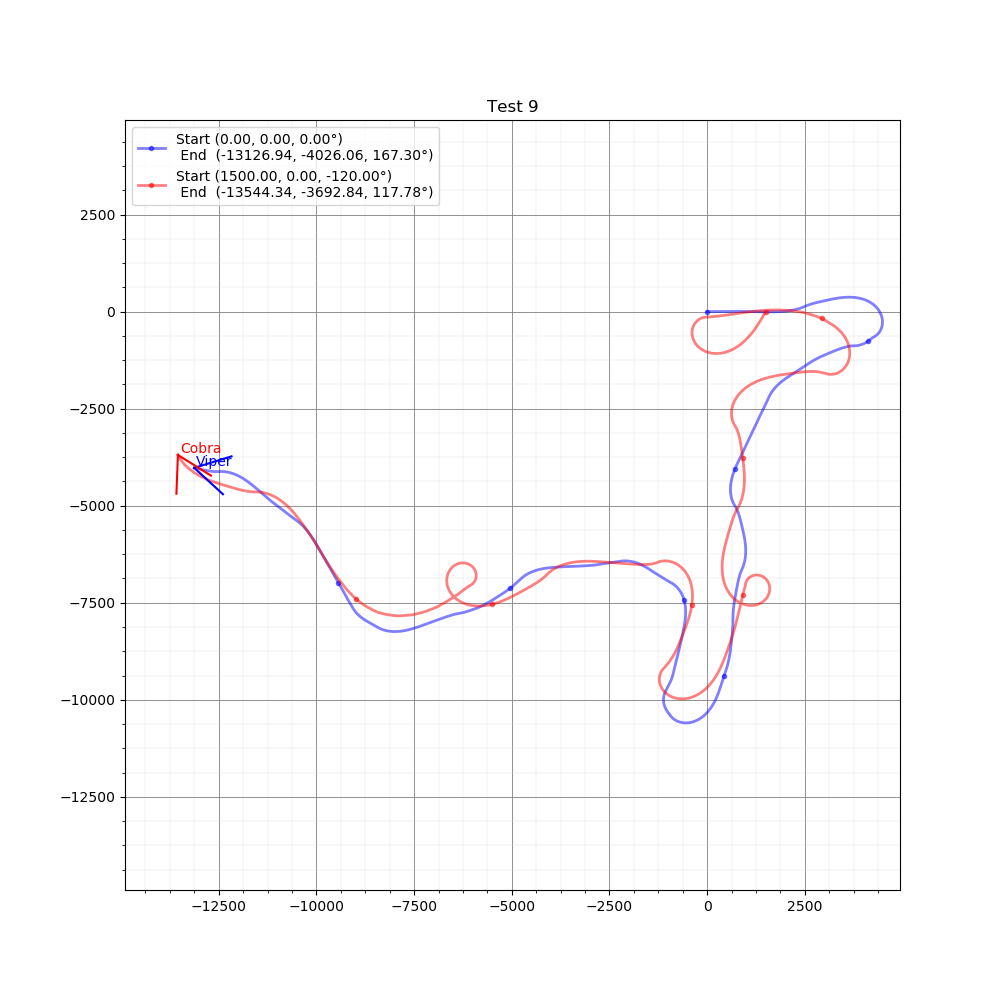 Test 9
Start (0.00, 0.00, 0.00°)
End  (-13126.94, -4026.06, 167.30°)
Start (1500.00, 0.00, -120.00°)
End  (-13544.34, -3692.84, 117.78°)
2500
0
−2500
Cobra
Viper
−5000
−7500
−10000
−12500
−12500 −10000 −7500 −5000 −2500 0 2500